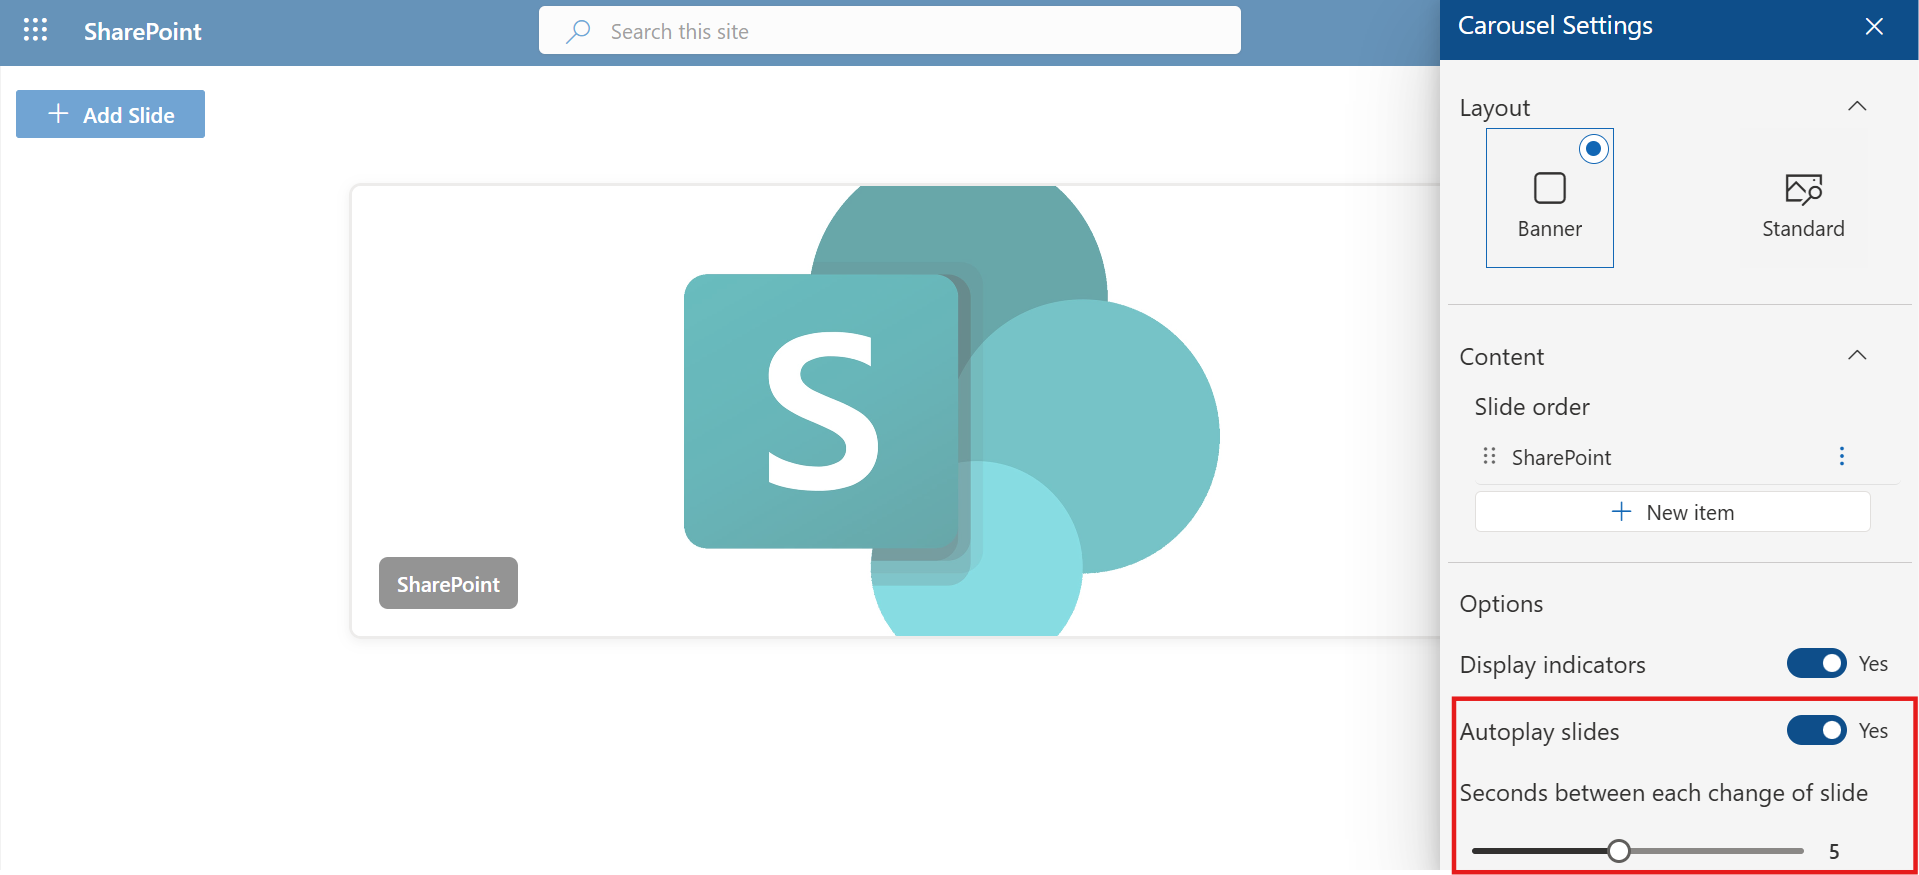 SharePoint
Search this site
Add Slide
S
SharePoint
Carousel Settings
Layout
Banner
Standard
Content
Slide order
SharePoint
New item
Options
Display indicators
Yes
Autoplay slides
Yes
Seconds between each change of slide
5